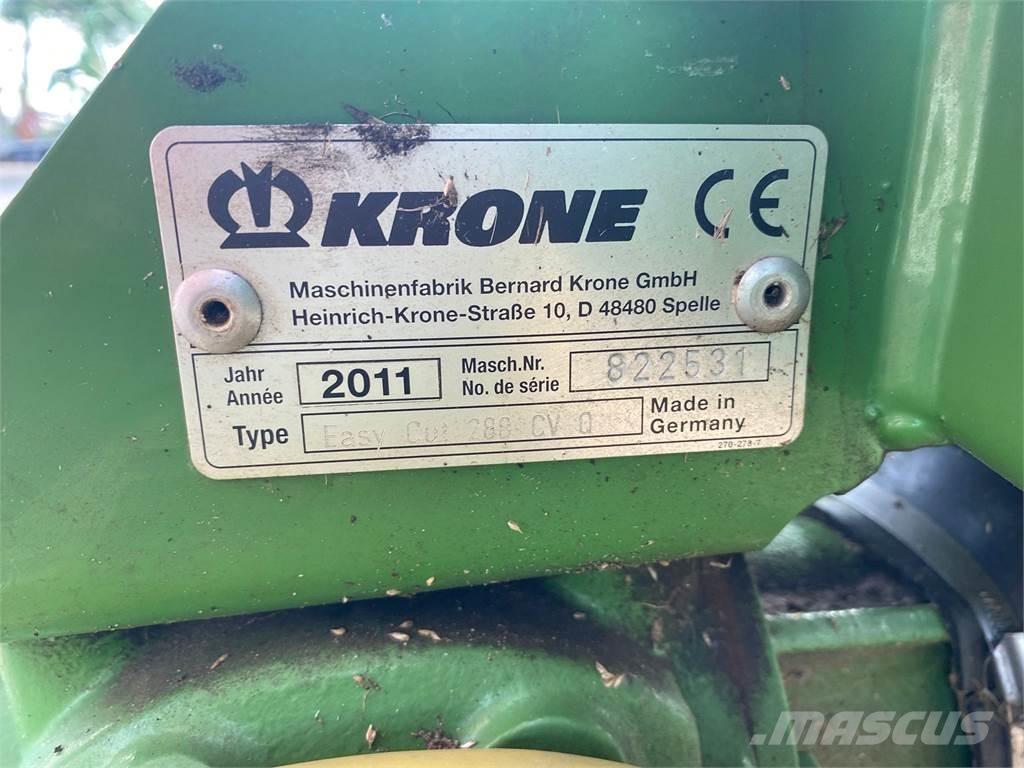 KRONE CE
Maschinenfabrik Bernard Krone GmbH
Heinrich-Krone-Straße 10, D 48480 Spelle
Jahr
Année
2011
Masch.Nr.
No. de série
822531
Type
Easy Cut 280 CV Q
Made in
Germany
270-278-7
MASCUS